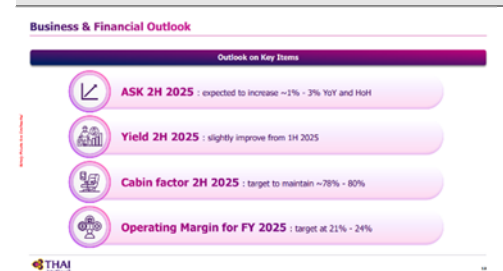 Business & Financial Outlook
Outlook on Key Items
ASK 2H 2025 : expected to increase ~1% - 3% YoY and HoH
Yield 2H 2025 : slightly improve from 1H 2025
Cabin factor 2H 2025 : target to maintain ~78% - 80%
Operating Margin for FY 2025 : target at 21% - 24%
THAI